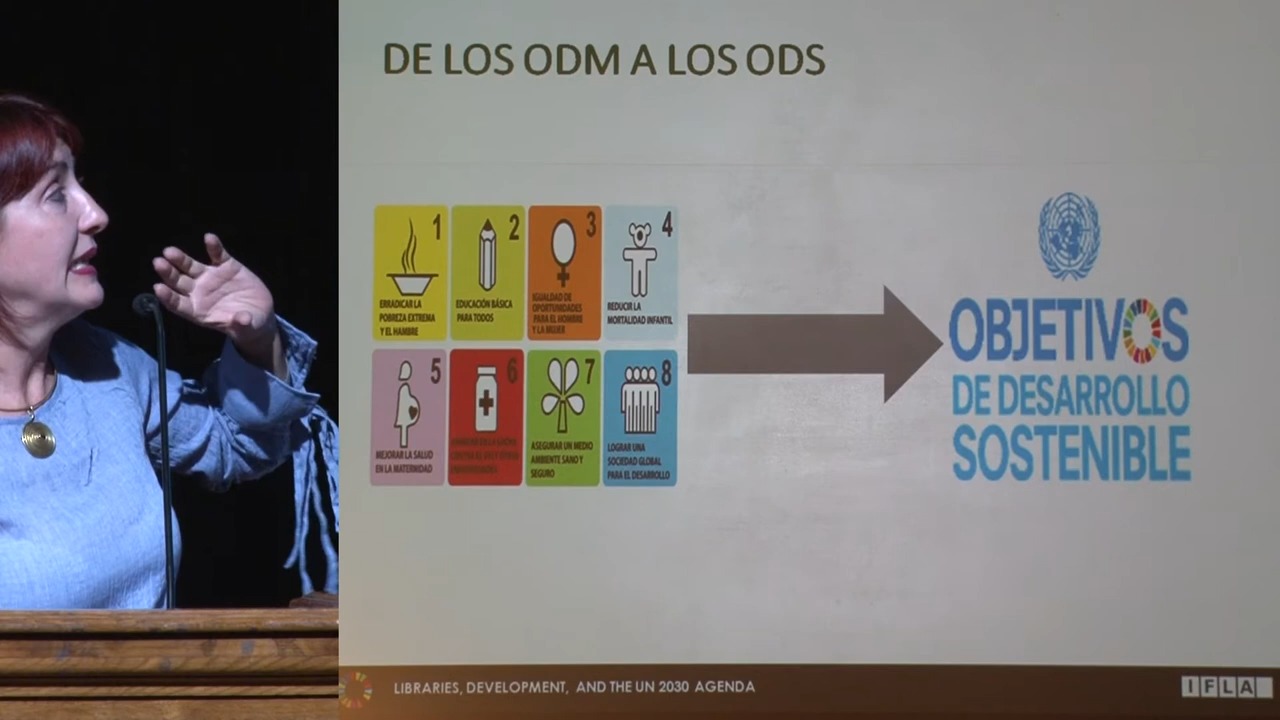 DE LOS ODM A LOS ODS
1
ERRADICAR LA
POBREZA EXTREMA
Y EL HAMBRE
2
EDUCACIÓN BÁSICA
PARA TODOS
3
IGUALDAD DE
OPORTUNIDADES
PARA EL HOMBRE
Y LA MUJER
4
REDUCIR LA
MORTALIDAD INFANTIL
5
MEJORAR LA SALUD
EN LA MATERNIDAD
6
7
ASEGURAR UN MEDIO
AMBIENTE SANO Y
SEGURO
8
LOGRAR UNA
SOCIEDAD GLOBAL
PARA EL DESARROLLO
OBJETIVOS
DE DESARROLLO
SOSTENIBLE
LIBRARIES, DEVELOPMENT, AND THE UN 2030 AGENDA
IFLA